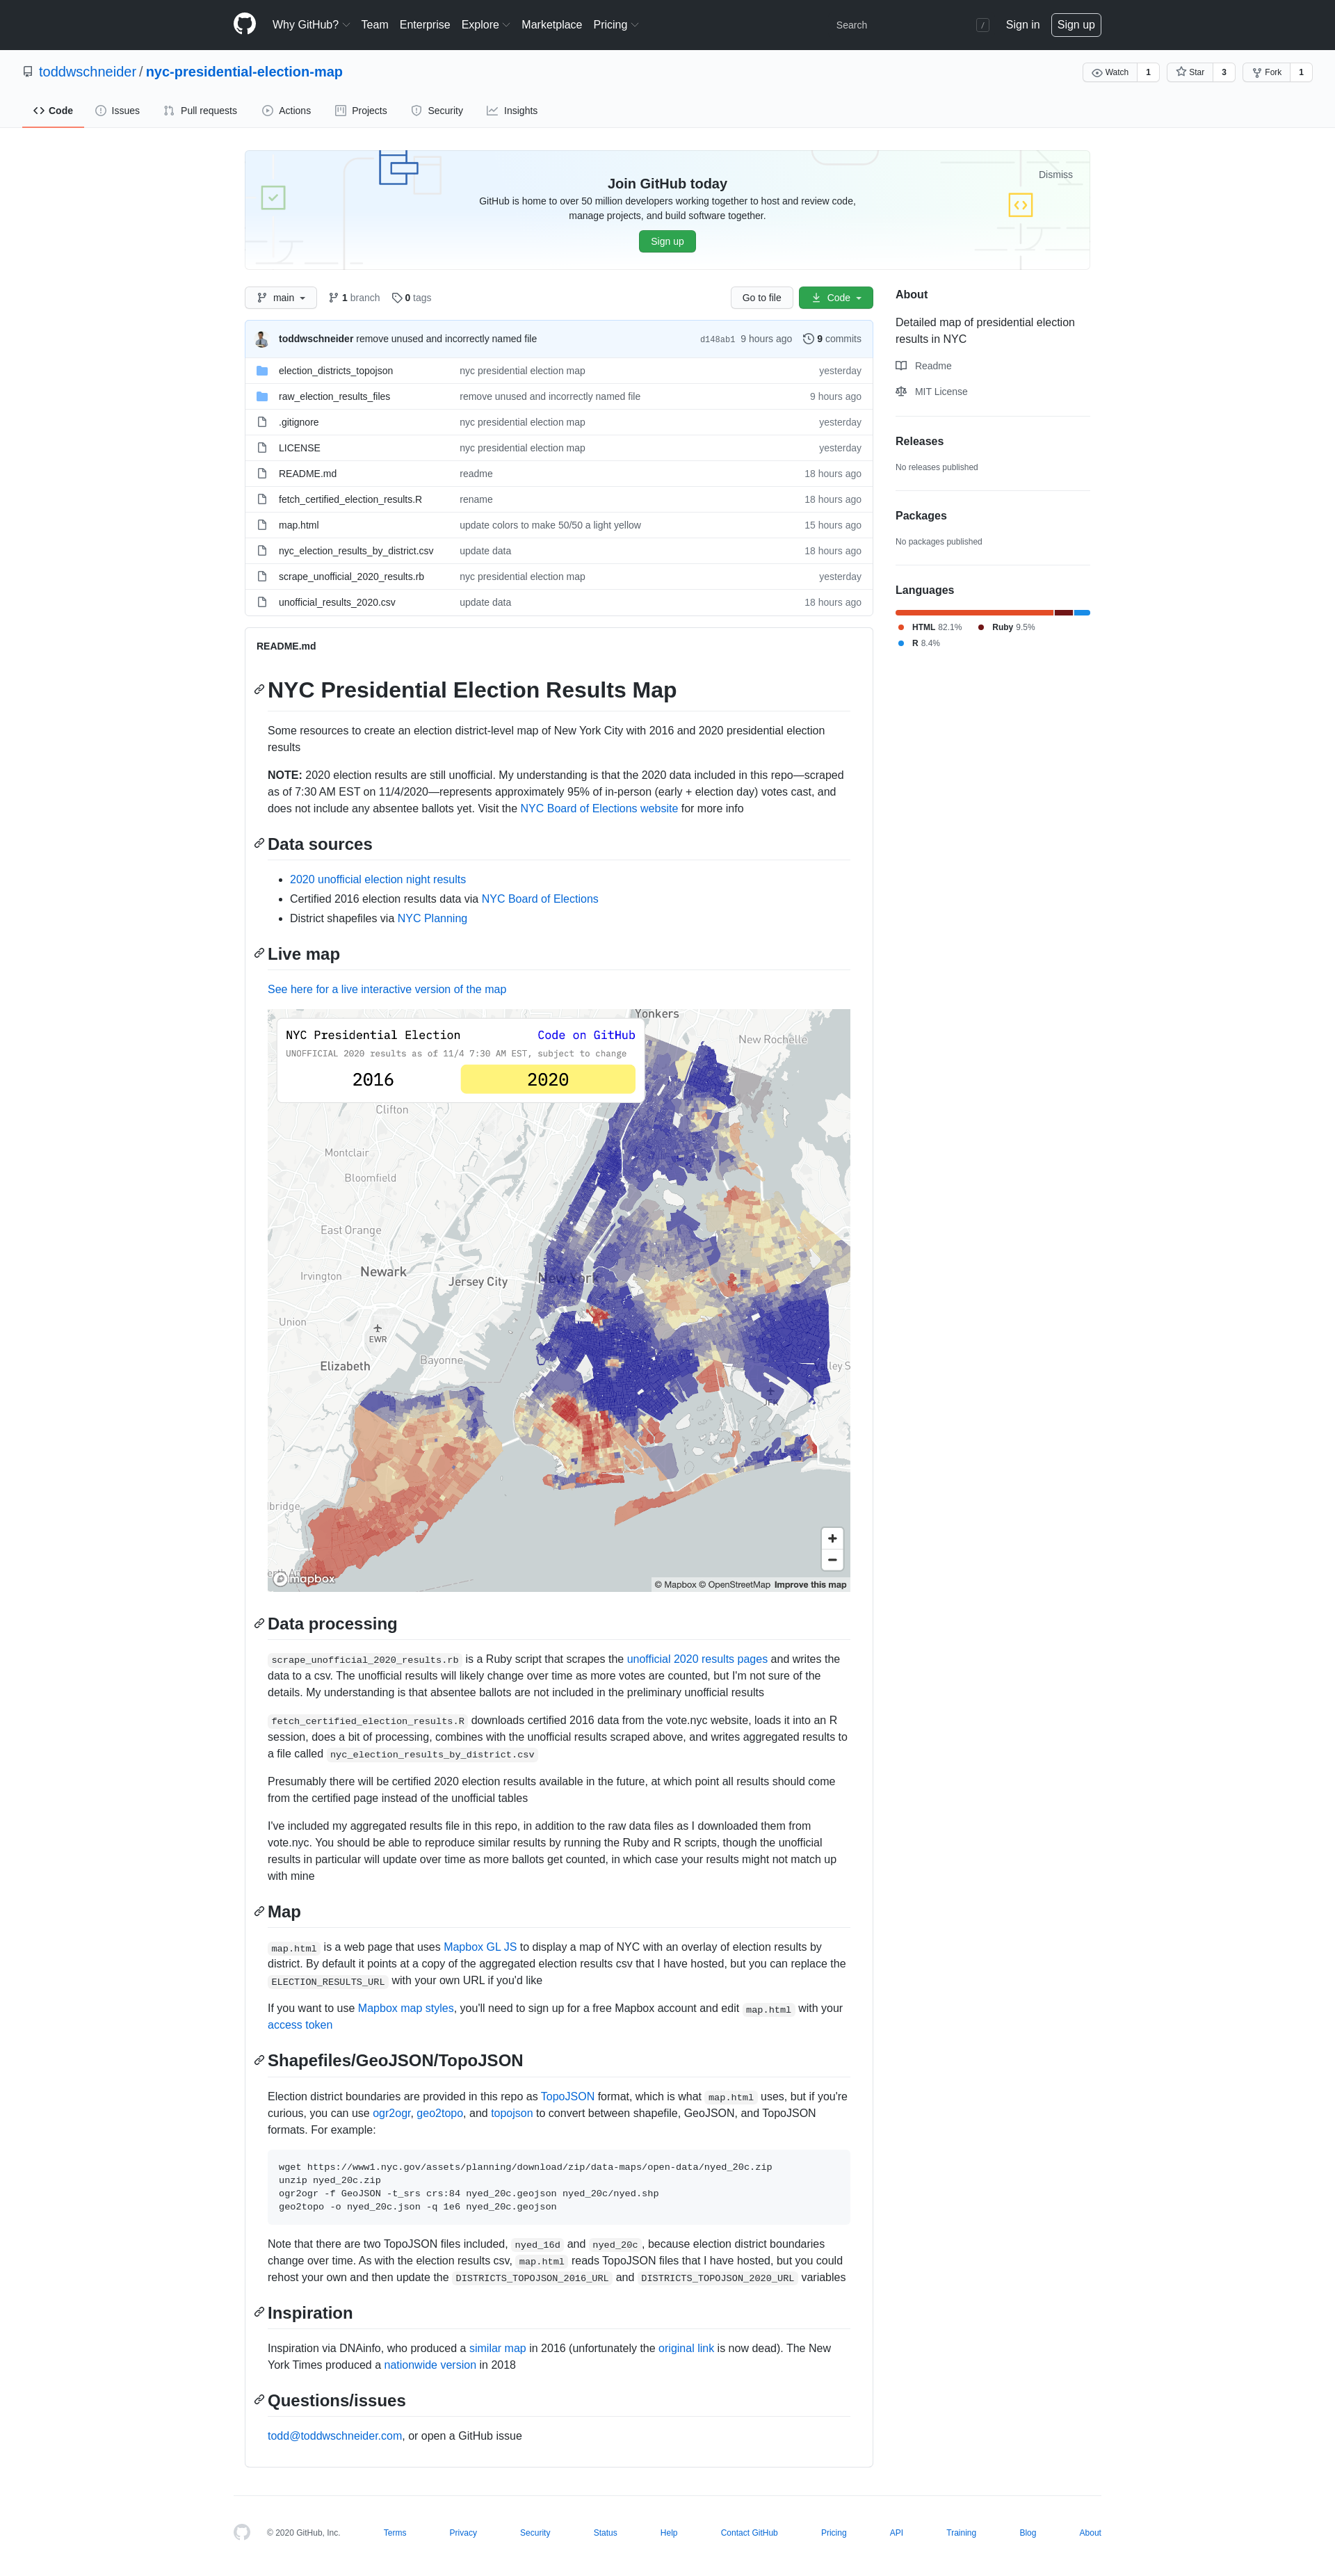 Why GitHub? Team Enterprise Explore Marketplace Pricing Search / Sign in Sign up
toddwschneider / nyc-presidential-election-map Watch 1 Star 3 Fork 1
Code Issues Pull requests Actions Projects Security Insights
Join GitHub today
Dismiss
GitHub is home to over 50 million developers working together to host and review code,
manage projects, and build software together.
Sign up
main 1 branch 0 tags Go to file Code
toddwschneider remove unused and incorrectly named file d148ab1 9 hours ago 9 commits
election_districts_topojson nyc presidential election map yesterday
raw_election_results_files remove unused and incorrectly named file 9 hours ago
.gitignore nyc presidential election map yesterday
LICENSE nyc presidential election map yesterday
README.md readme 18 hours ago
fetch_certified_election_results.R rename 18 hours ago
map.html update colors to make 50/50 a light yellow 15 hours ago
nyc_election_results_by_district.csv update data 18 hours ago
scrape_unofficial_2020_results.rb nyc presidential election map yesterday
unofficial_results_2020.csv update data 18 hours ago
About
Detailed map of presidential election
results in NYC
Readme
MIT License
Releases
No releases published
Packages
No packages published
Languages
HTML 82.1% Ruby 9.5%
R 8.4%
README.md
NYC Presidential Election Results Map
Some resources to create an election district-level map of New York City with 2016 and 2020 presidential election
results
NOTE: 2020 election results are still unofficial. My understanding is that the 2020 data included in this repo—scraped
as of 7:30 AM EST on 11/4/2020—represents approximately 95% of in-person (early + election day) votes cast, and
does not include any absentee ballots yet. Visit the NYC Board of Elections website for more info
Data sources
2020 unofficial election night results
Certified 2016 election results data via NYC Board of Elections
District shapefiles via NYC Planning
Live map
See here for a live interactive version of the map
Yonkers
NYC Presidential Election Code on GitHub
New Rochelle
UNOFFICIAL 2020 results as of 11/4 7:30 AM EST, subject to change
2016 2020
Clifton
Montclair
Bloomfield
East Orange
Irvington Newark Jersey City New York
Union
EWR
Elizabeth Bayonne
JFK
© Mapbox © OpenStreetMap Improve this map
mapbox
Data processing
scrape_unofficial_2020_results.rb is a Ruby script that scrapes the unofficial 2020 results pages and writes the
data to a csv. The unofficial results will likely change over time as more votes are counted, but I'm not sure of the
details. My understanding is that absentee ballots are not included in the preliminary unofficial results
fetch_certified_election_results.R downloads certified 2016 data from the vote.nyc website, loads it into an R
session, does a bit of processing, combines with the unofficial results scraped above, and writes aggregated results to
a file called nyc_election_results_by_district.csv
Presumably there will be certified 2020 election results available in the future, at which point all results should come
from the certified page instead of the unofficial tables
I've included my aggregated results file in this repo, in addition to the raw data files as I downloaded them from
vote.nyc. You should be able to reproduce similar results by running the Ruby and R scripts, though the unofficial
results in particular will update over time as more ballots get counted, in which case your results might not match up
with mine
Map
map.html is a web page that uses Mapbox GL JS to display a map of NYC with an overlay of election results by
district. By default it points at a copy of the aggregated election results csv that I have hosted, but you can replace the
ELECTION_RESULTS_URL with your own URL if you'd like
If you want to use Mapbox map styles, you'll need to sign up for a free Mapbox account and edit map.html with your
access token
Shapefiles/GeoJSON/TopoJSON
Election district boundaries are provided in this repo as TopoJSON format, which is what map.html uses, but if you're
curious, you can use ogr2ogr, geo2topo, and topojson to convert between shapefile, GeoJSON, and TopoJSON
formats. For example:
wget https://www1.nyc.gov/assets/planning/download/zip/data-maps/open-data/nyed_20c.zip
unzip nyed_20c.zip
ogr2ogr -f GeoJSON -t_srs crs:84 nyed_20c.geojson nyed_20c/nyed.shp
geo2topo -o nyed_20c.json -q 1e6 nyed_20c.geojson
Note that there are two TopoJSON files included, nyed_16d and nyed_20c, because election district boundaries
change over time. As with the election results csv, map.html reads TopoJSON files that I have hosted, but you could
rehost your own and then update the DISTRICTS_TOPOJSON_2016_URL and DISTRICTS_TOPOJSON_2020_URL variables
Inspiration
Inspiration via DNAinfo, who produced a similar map in 2016 (unfortunately the original link is now dead). The New
York Times produced a nationwide version in 2018
Questions/issues
todd@toddwschneider.com, or open a GitHub issue
© 2020 GitHub, Inc. Terms Privacy Security Status Help Contact GitHub Pricing API Training Blog About